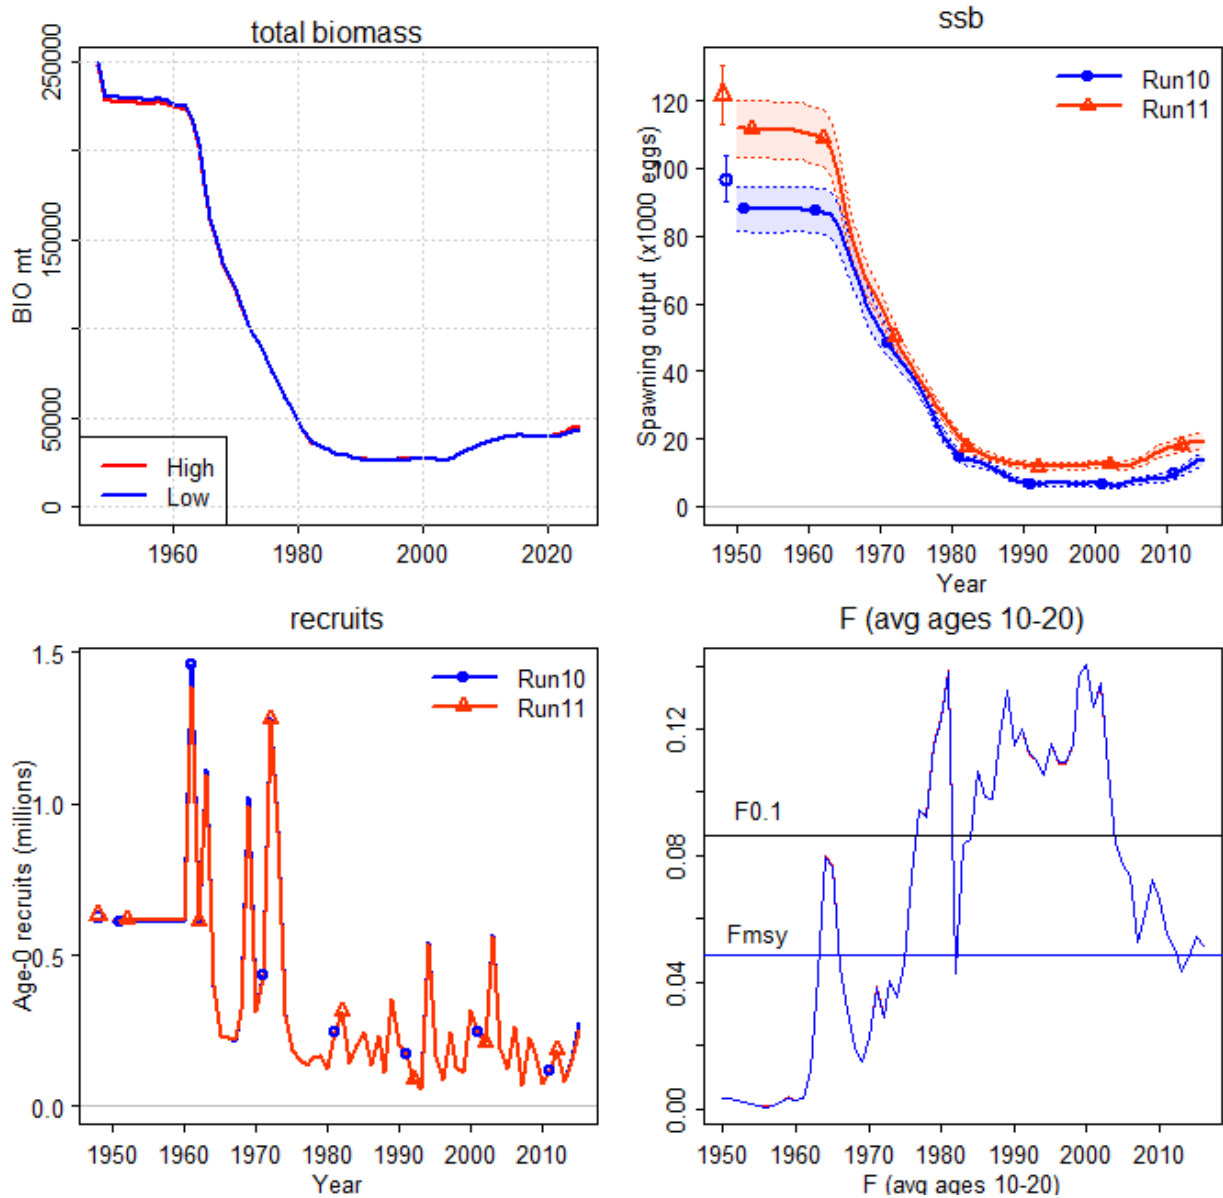 total biomass
BIO mt
250000
150000
50000
0
High
Low
1960
1980
2000
2020
ssb
Spawning output (x1000 eggs)
120
100
80
60
40
20
0
Run10
Run11
1950
1960
1970
1980
1990
2000
2010
Year
recruits
Age-0 recruits (millions)
1.5
1.0
0.5
0.0
Run10
Run11
1950
1960
1970
1980
1990
2000
2010
Year
F (avg ages 10-20)
0.12
0.08
0.04
0.00
F0.1
Fmsy
1950
1960
1970
1980
1990
2000
2010
F (avg ages 10-20)